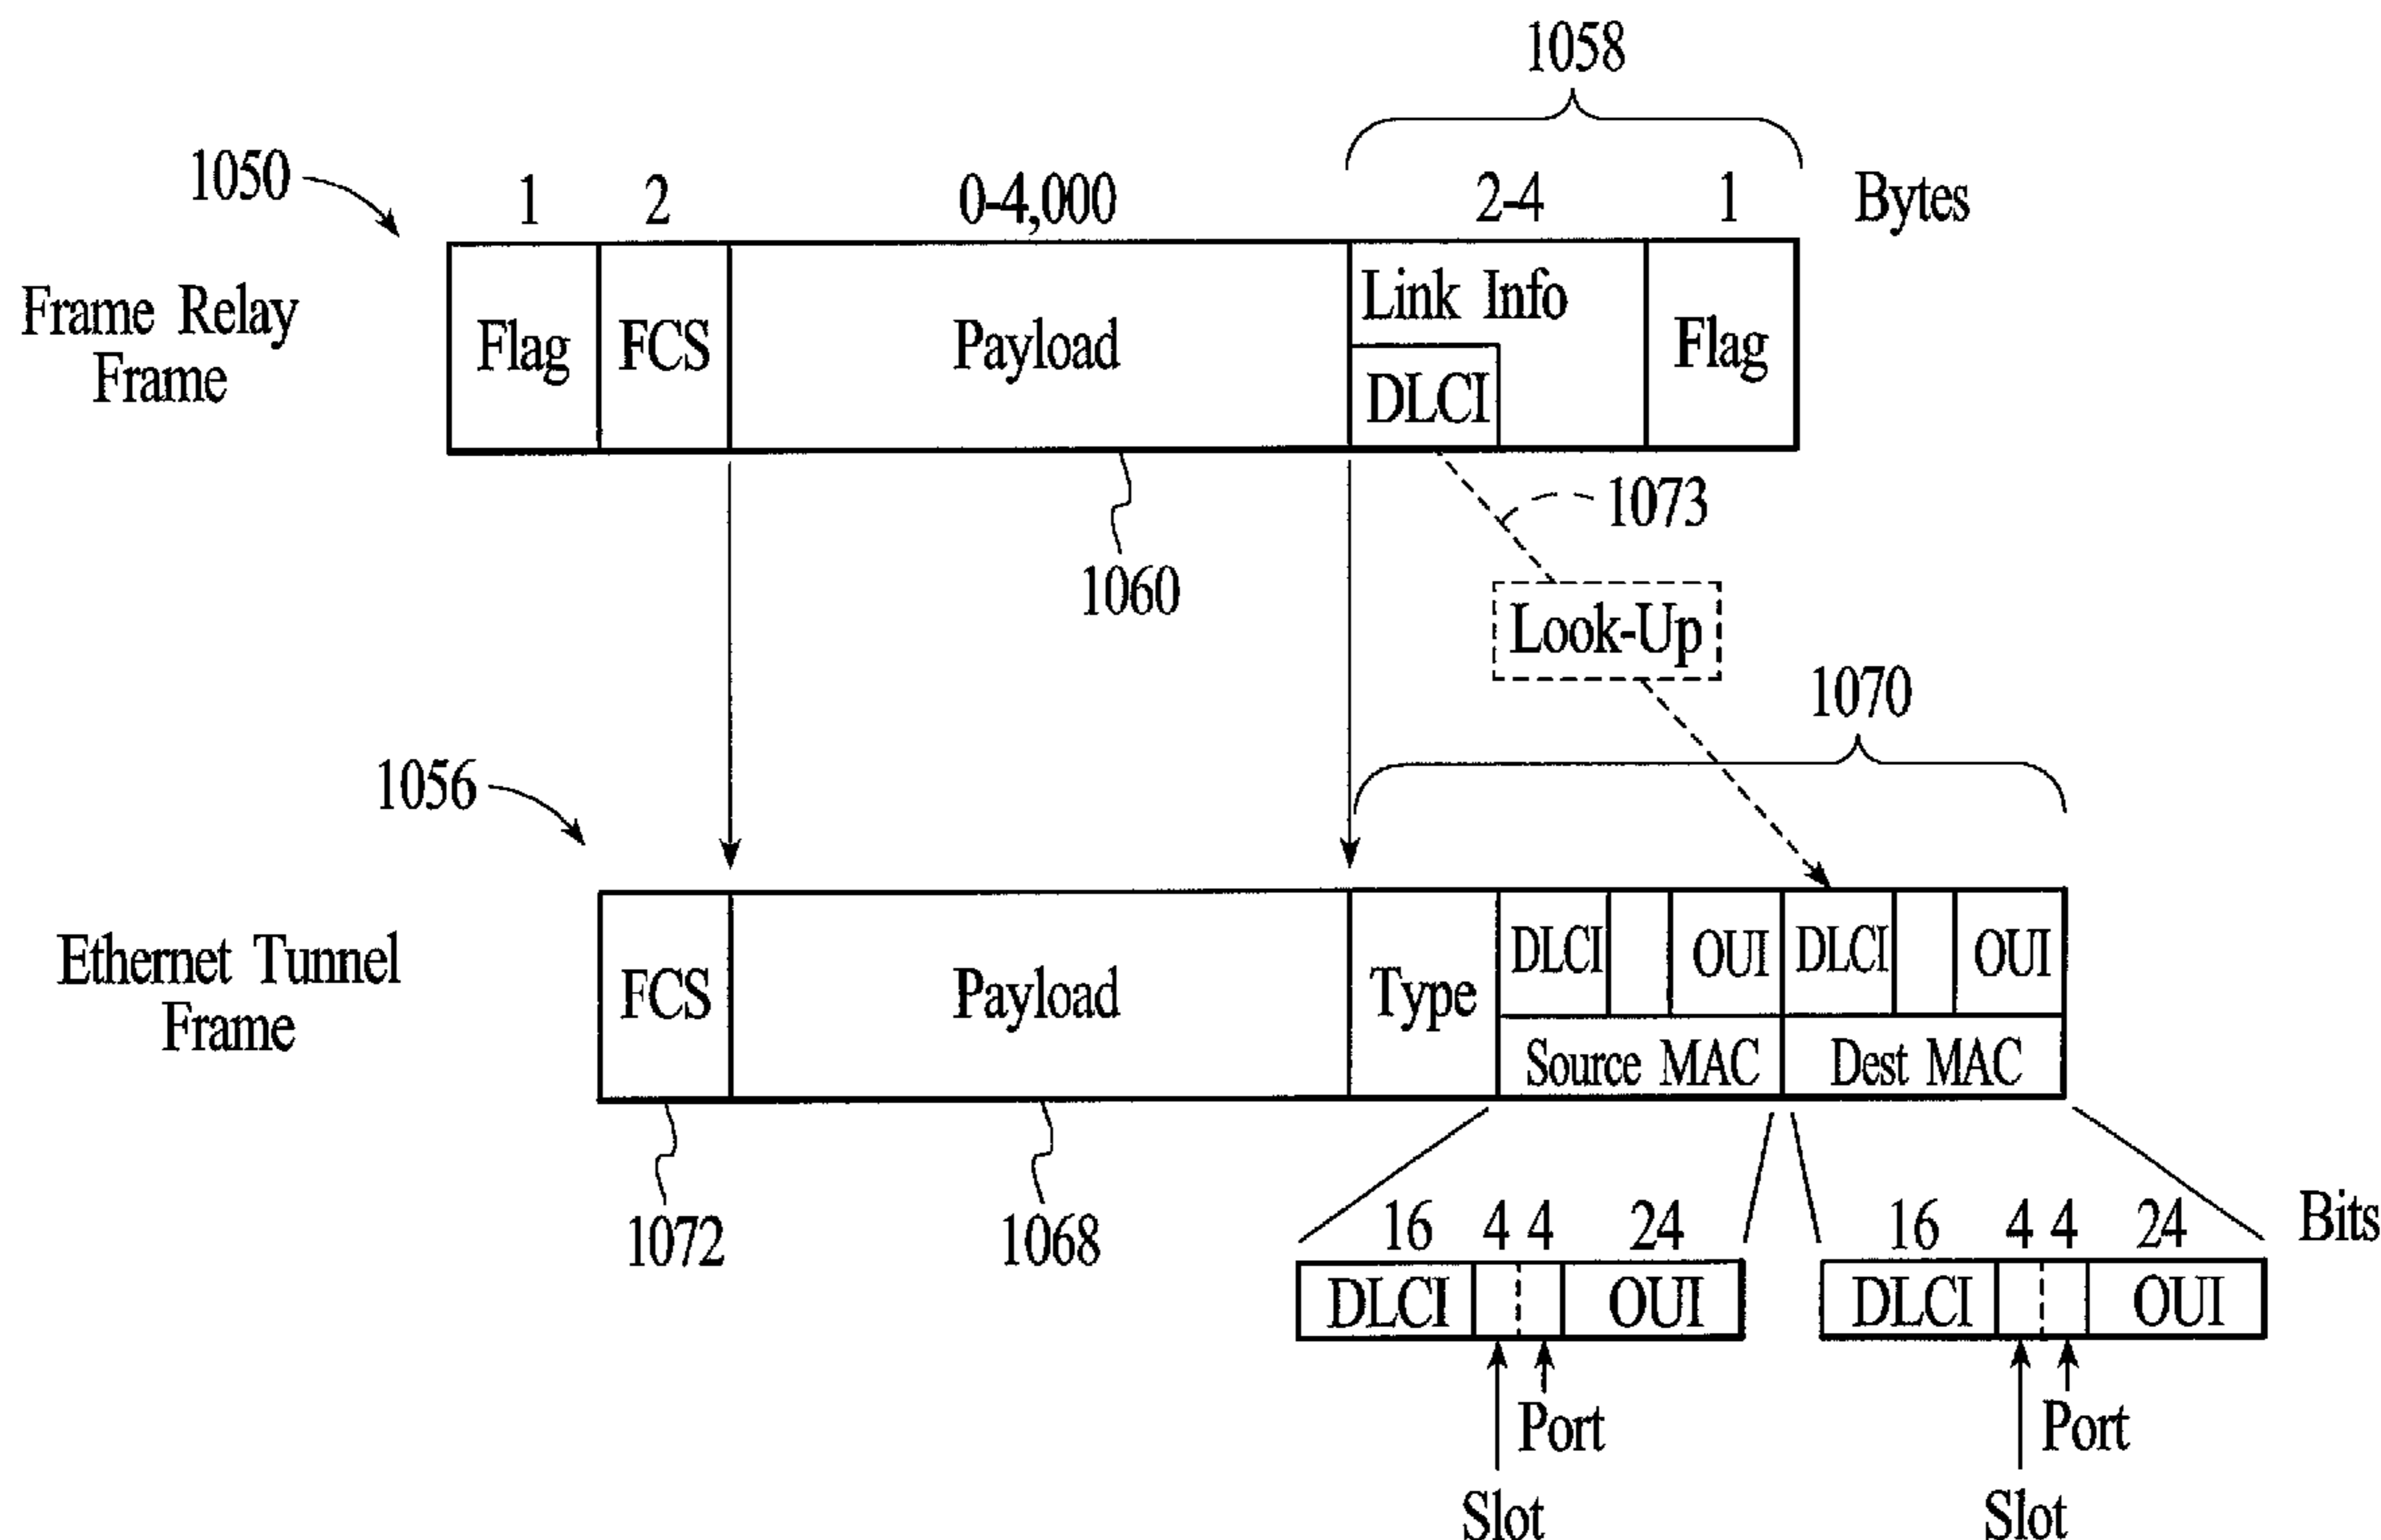 1058
1050
1 2 0-4,000 2-4 1 Bytes
Frame Relay
Frame
Flag FCS Payload Link Info Flag
DLCI
1073
1060
Look-Up
1070
1056
Ethernet Tunnel
Frame
FCS Payload Type DLCI OUI DLCI OUI
Source MAC Dest MAC
1072 1068
16 4 4 24 16 4 4 24 Bits
DLCI OUI DLCI OUI
Port Port
Slot Slot